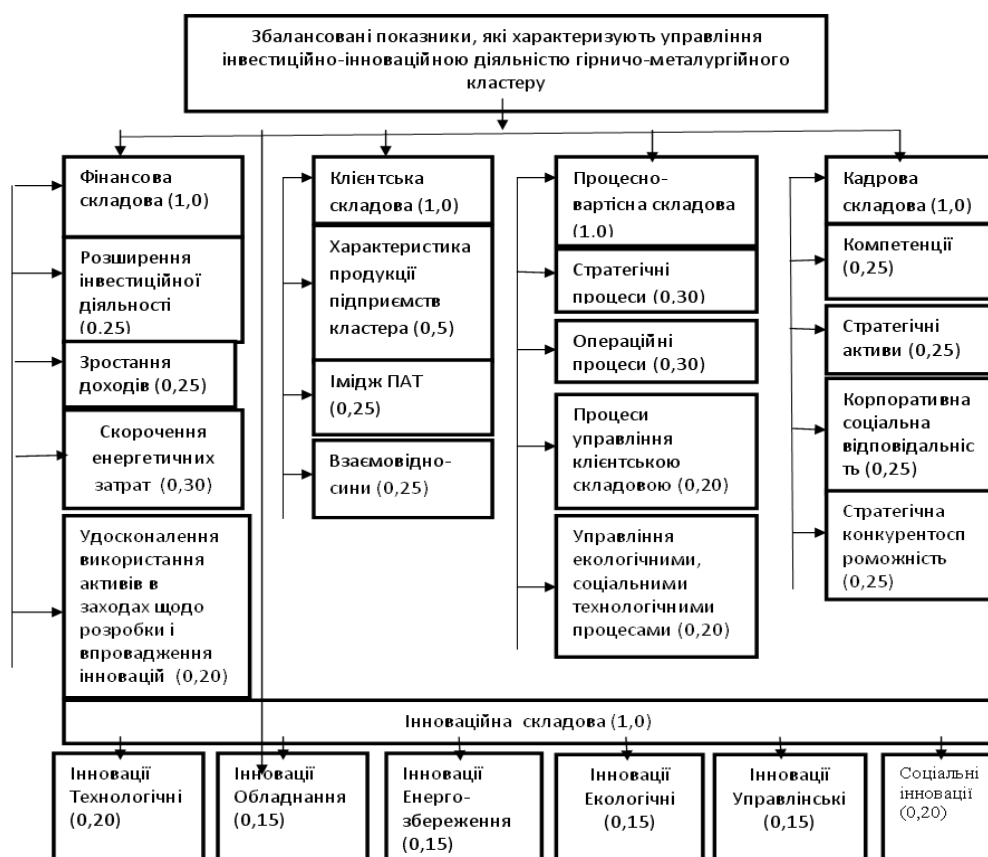 Збалансовані показники, які характеризують управління
інвестиційно-інноваційною діяльністю гірничо-металургійного
кластеру
Фінансова
складова (1,0)
Розширення
інвестиційної
діяльності
(0,25)
Зростання
доходів (0,25)
Скорочення
енергетичних
затрат (0,30)
Удосконалення
використання
активів в
заходах щодо
розробки і
впровадження
інновацій (0,20)
Клієнтська
складова (1,0)
Характеристика
продукції
підприємств
кластера (0,5)
Імідж ПАТ
(0,25)
Взаємовідно-
сини (0,25)
Процесно-
вартісна складова
(1,0)
Стратегічні
процеси (0,30)
Операційні
процеси (0,30)
Процеси
управління
клієнтською
складовою (0,20)
Управління
екологічними,
соціальними
технологічними
процесами (0,20)
Кадрова
складова (1,0)
Компетенції
(0,25)
Стратегічні
активи (0,25)
Корпоративна
соціальна
відповідальніс
ть (0,25)
Стратегічна
конкурентосп
роможність
(0,25)
Інноваційна складова (1,0)
Інновації
Технологічні
(0,20)
Інновації
Обладнання
(0,15)
Інновації
Енерго-
збереження
(0,15)
Інновації
Екологічні
(0,15)
Інновації
Управлінські
(0,15)
Соціальні
інновації
(0,20)